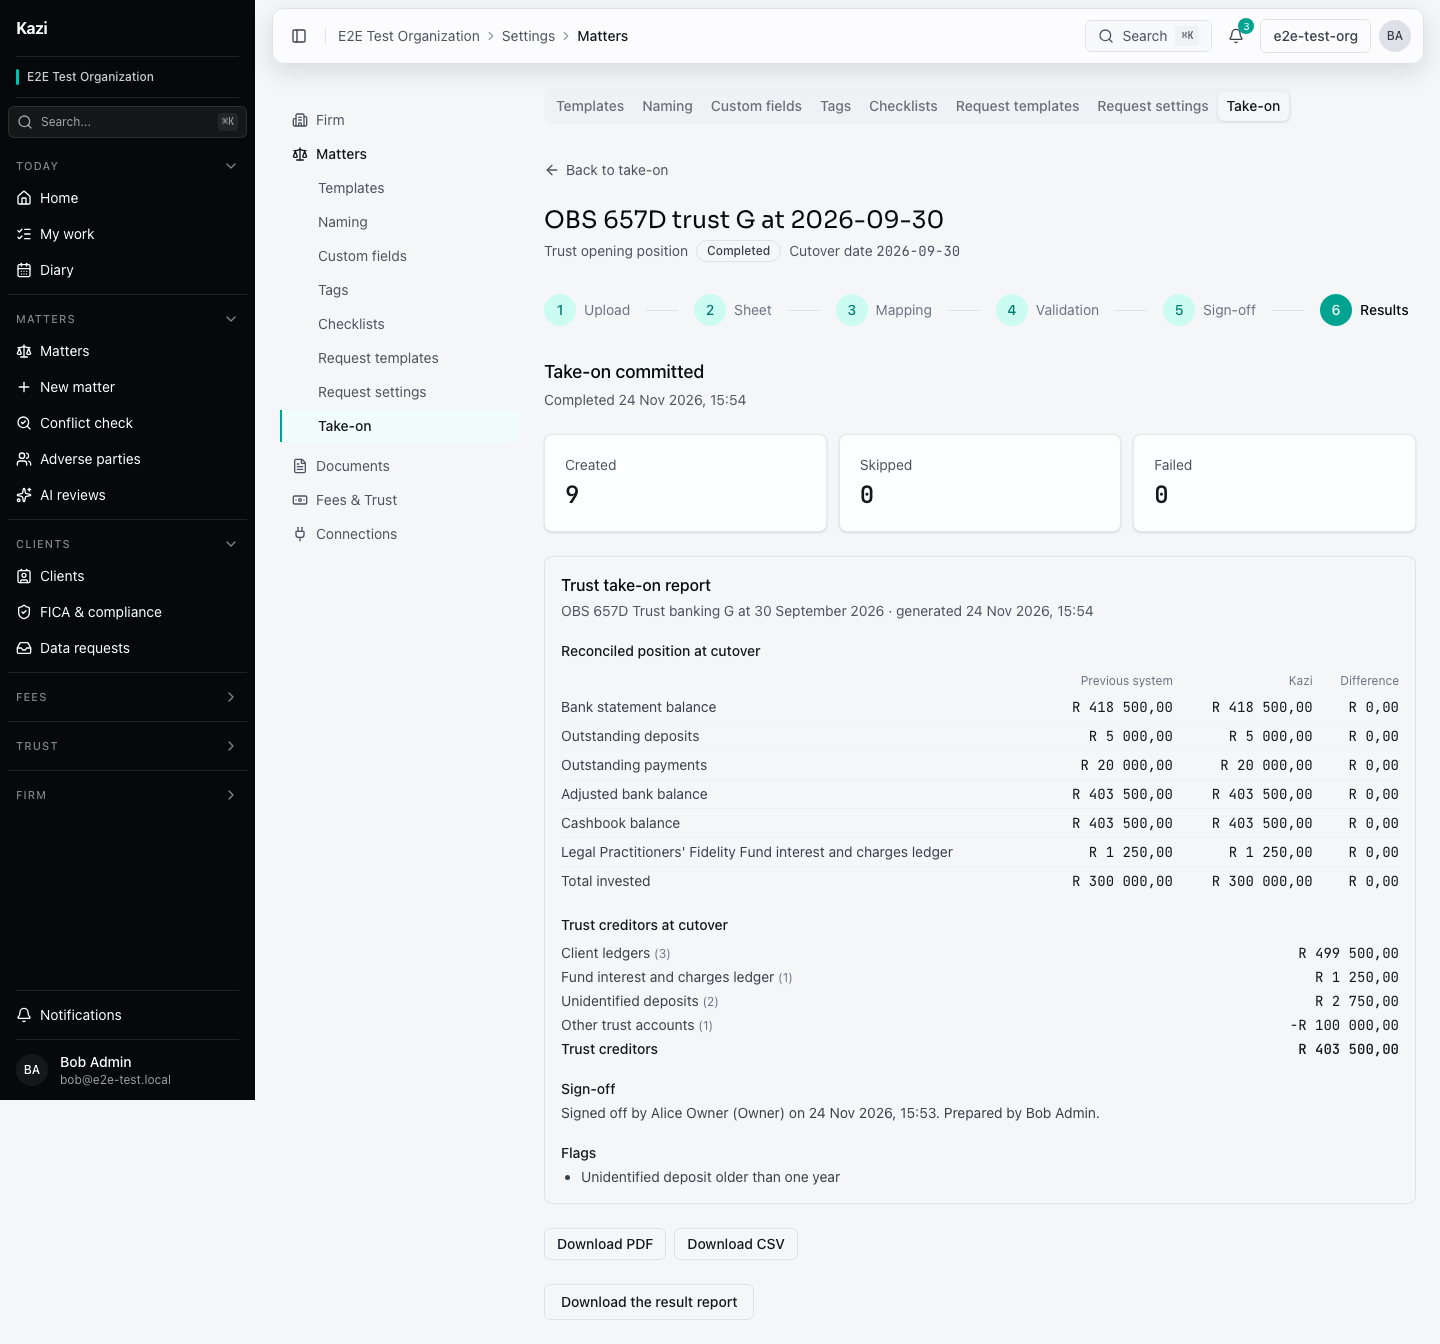 Kazi
E2E Test Organization
Search... ⌘K
TODAY
Home
My work
Diary
MATTERS
Matters
New matter
Conflict check
Adverse parties
AI reviews
CLIENTS
Clients
FICA & compliance
Data requests
FEES
TRUST
FIRM
Notifications
BA Bob Admin
bob@e2e-test.local
E2E Test Organization > Settings > Matters
Search ⌘K
3
e2e-test-org
BA
Firm
Matters
Templates
Naming
Custom fields
Tags
Checklists
Request templates
Request settings
Take-on
Documents
Fees & Trust
Connections
Templates Naming Custom fields Tags Checklists Request templates Request settings Take-on
Back to take-on
OBS 657D trust G at 2026-09-30
Trust opening position Completed Cutover date 2026-09-30
1 Upload 2 Sheet 3 Mapping 4 Validation 5 Sign-off 6 Results
Take-on committed
Completed 24 Nov 2026, 15:54
Created
9
Skipped
0
Failed
0
Trust take-on report
OBS 657D Trust banking G at 30 September 2026 · generated 24 Nov 2026, 15:54
Reconciled position at cutover
Previous system Kazi Difference
Bank statement balance R 418 500,00 R 418 500,00 R 0,00
Outstanding deposits R 5 000,00 R 5 000,00 R 0,00
Outstanding payments R 20 000,00 R 20 000,00 R 0,00
Adjusted bank balance R 403 500,00 R 403 500,00 R 0,00
Cashbook balance R 403 500,00 R 403 500,00 R 0,00
Legal Practitioners' Fidelity Fund interest and charges ledger R 1 250,00 R 1 250,00 R 0,00
Total invested R 300 000,00 R 300 000,00 R 0,00
Trust creditors at cutover
Client ledgers (3) R 499 500,00
Fund interest and charges ledger (1) R 1 250,00
Unidentified deposits (2) R 2 750,00
Other trust accounts (1) -R 100 000,00
Trust creditors R 403 500,00
Sign-off
Signed off by Alice Owner (Owner) on 24 Nov 2026, 15:53. Prepared by Bob Admin.
Flags
• Unidentified deposit older than one year
Download PDF Download CSV
Download the result report